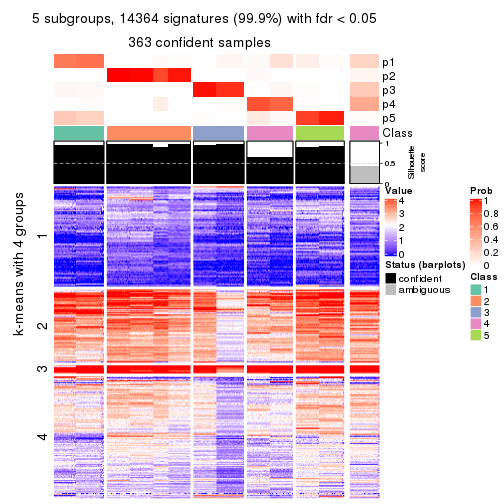 5 subgroups, 14364 signatures (99.9%) with fdr < 0.05
363 confident samples
p1
p2
p3
p4
p5
Class
1
0.5
0
Silhouette
score
k-means with 4 groups
1
2
3
4
Value
4
3
2
1
0
Status (barplots)
confident
ambiguous
Prob
1
0.8
0.6
0.4
0.2
0
Class
1
2
3
4
5